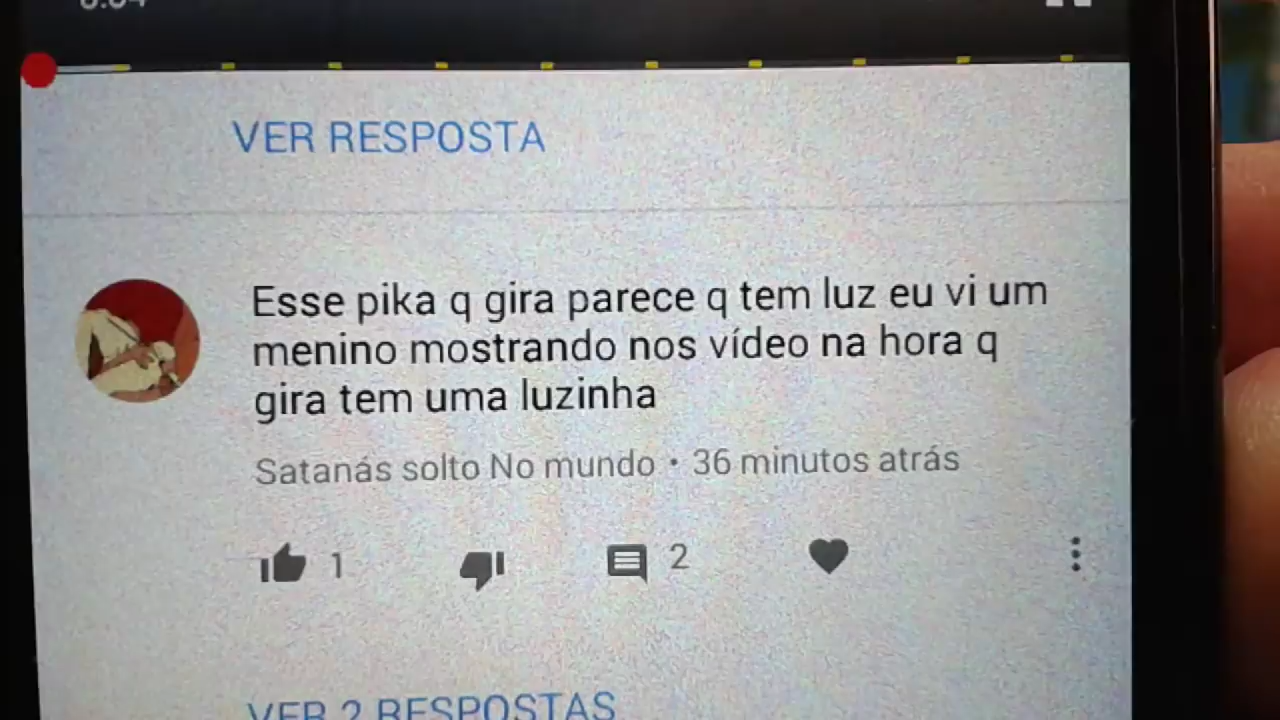 VER RESPOSTA
Esse pika q gira parece q tem luz eu vi um
menino mostrando nos vídeo na hora q
gira tem uma luzinha
Satanás solto No mundo · 36 minutos atrás
1
2
VER 2 RESPOSTAS